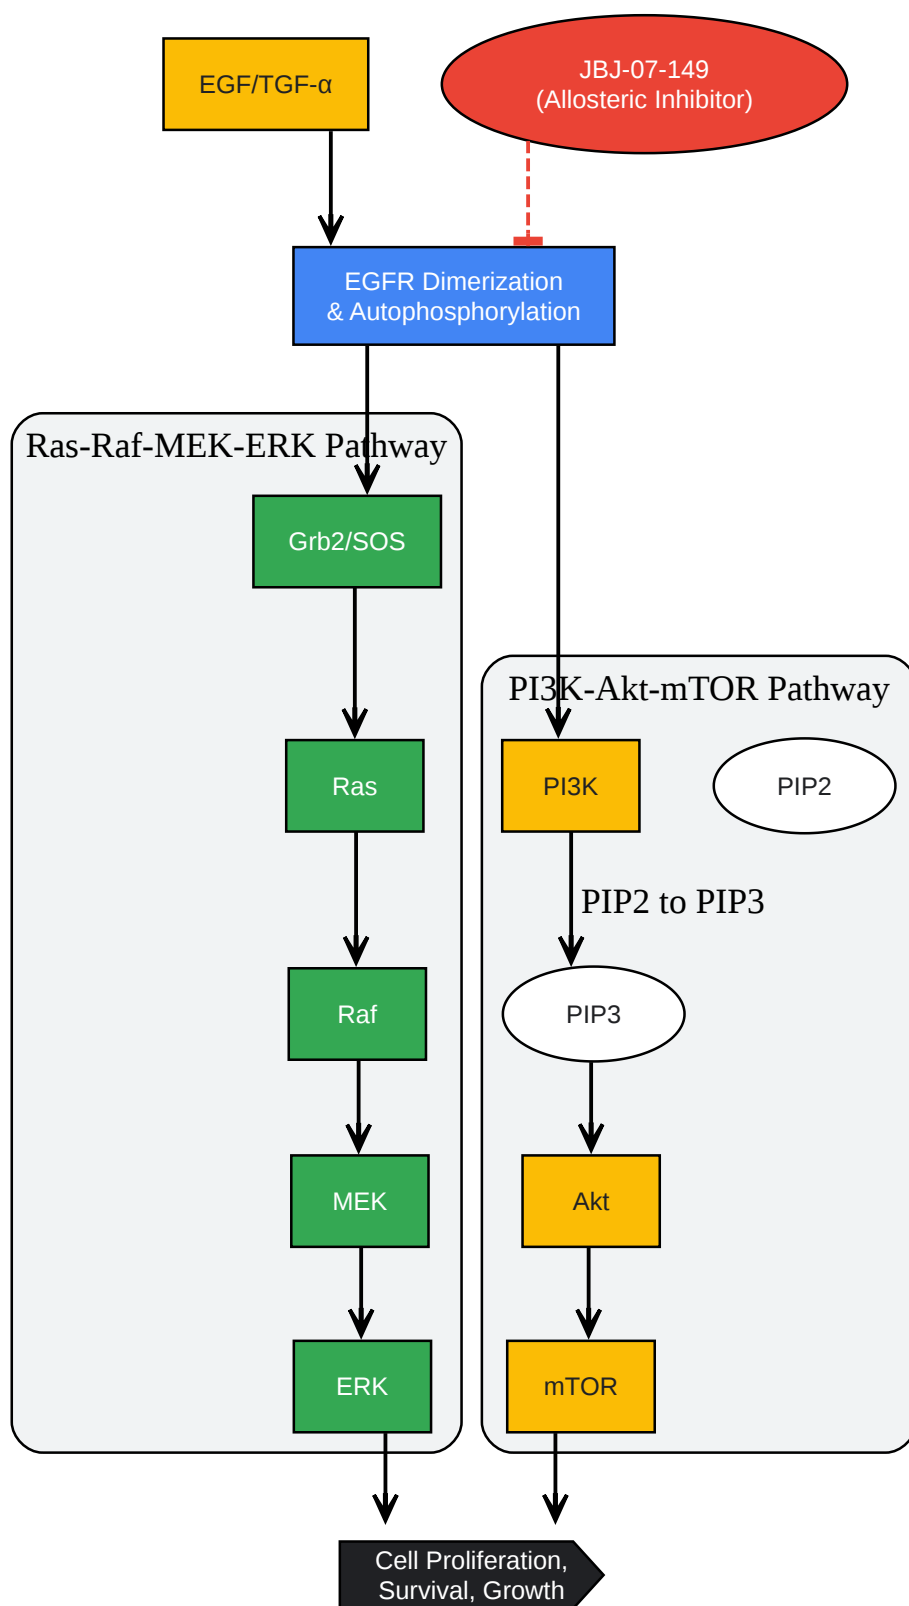 EGF/TGF-α
JBJ-07-149
(Allosteric Inhibitor)
EGFR Dimerization
& Autophosphorylation
Ras-Raf-MEK-ERK Pathway
Grb2/SOS
PI3K-Akt-mTOR Pathway
Ras
PI3K
PIP2
PIP2 to PIP3
Raf
PIP3
MEK
Akt
ERK
mTOR
Cell Proliferation,
Survival, Growth